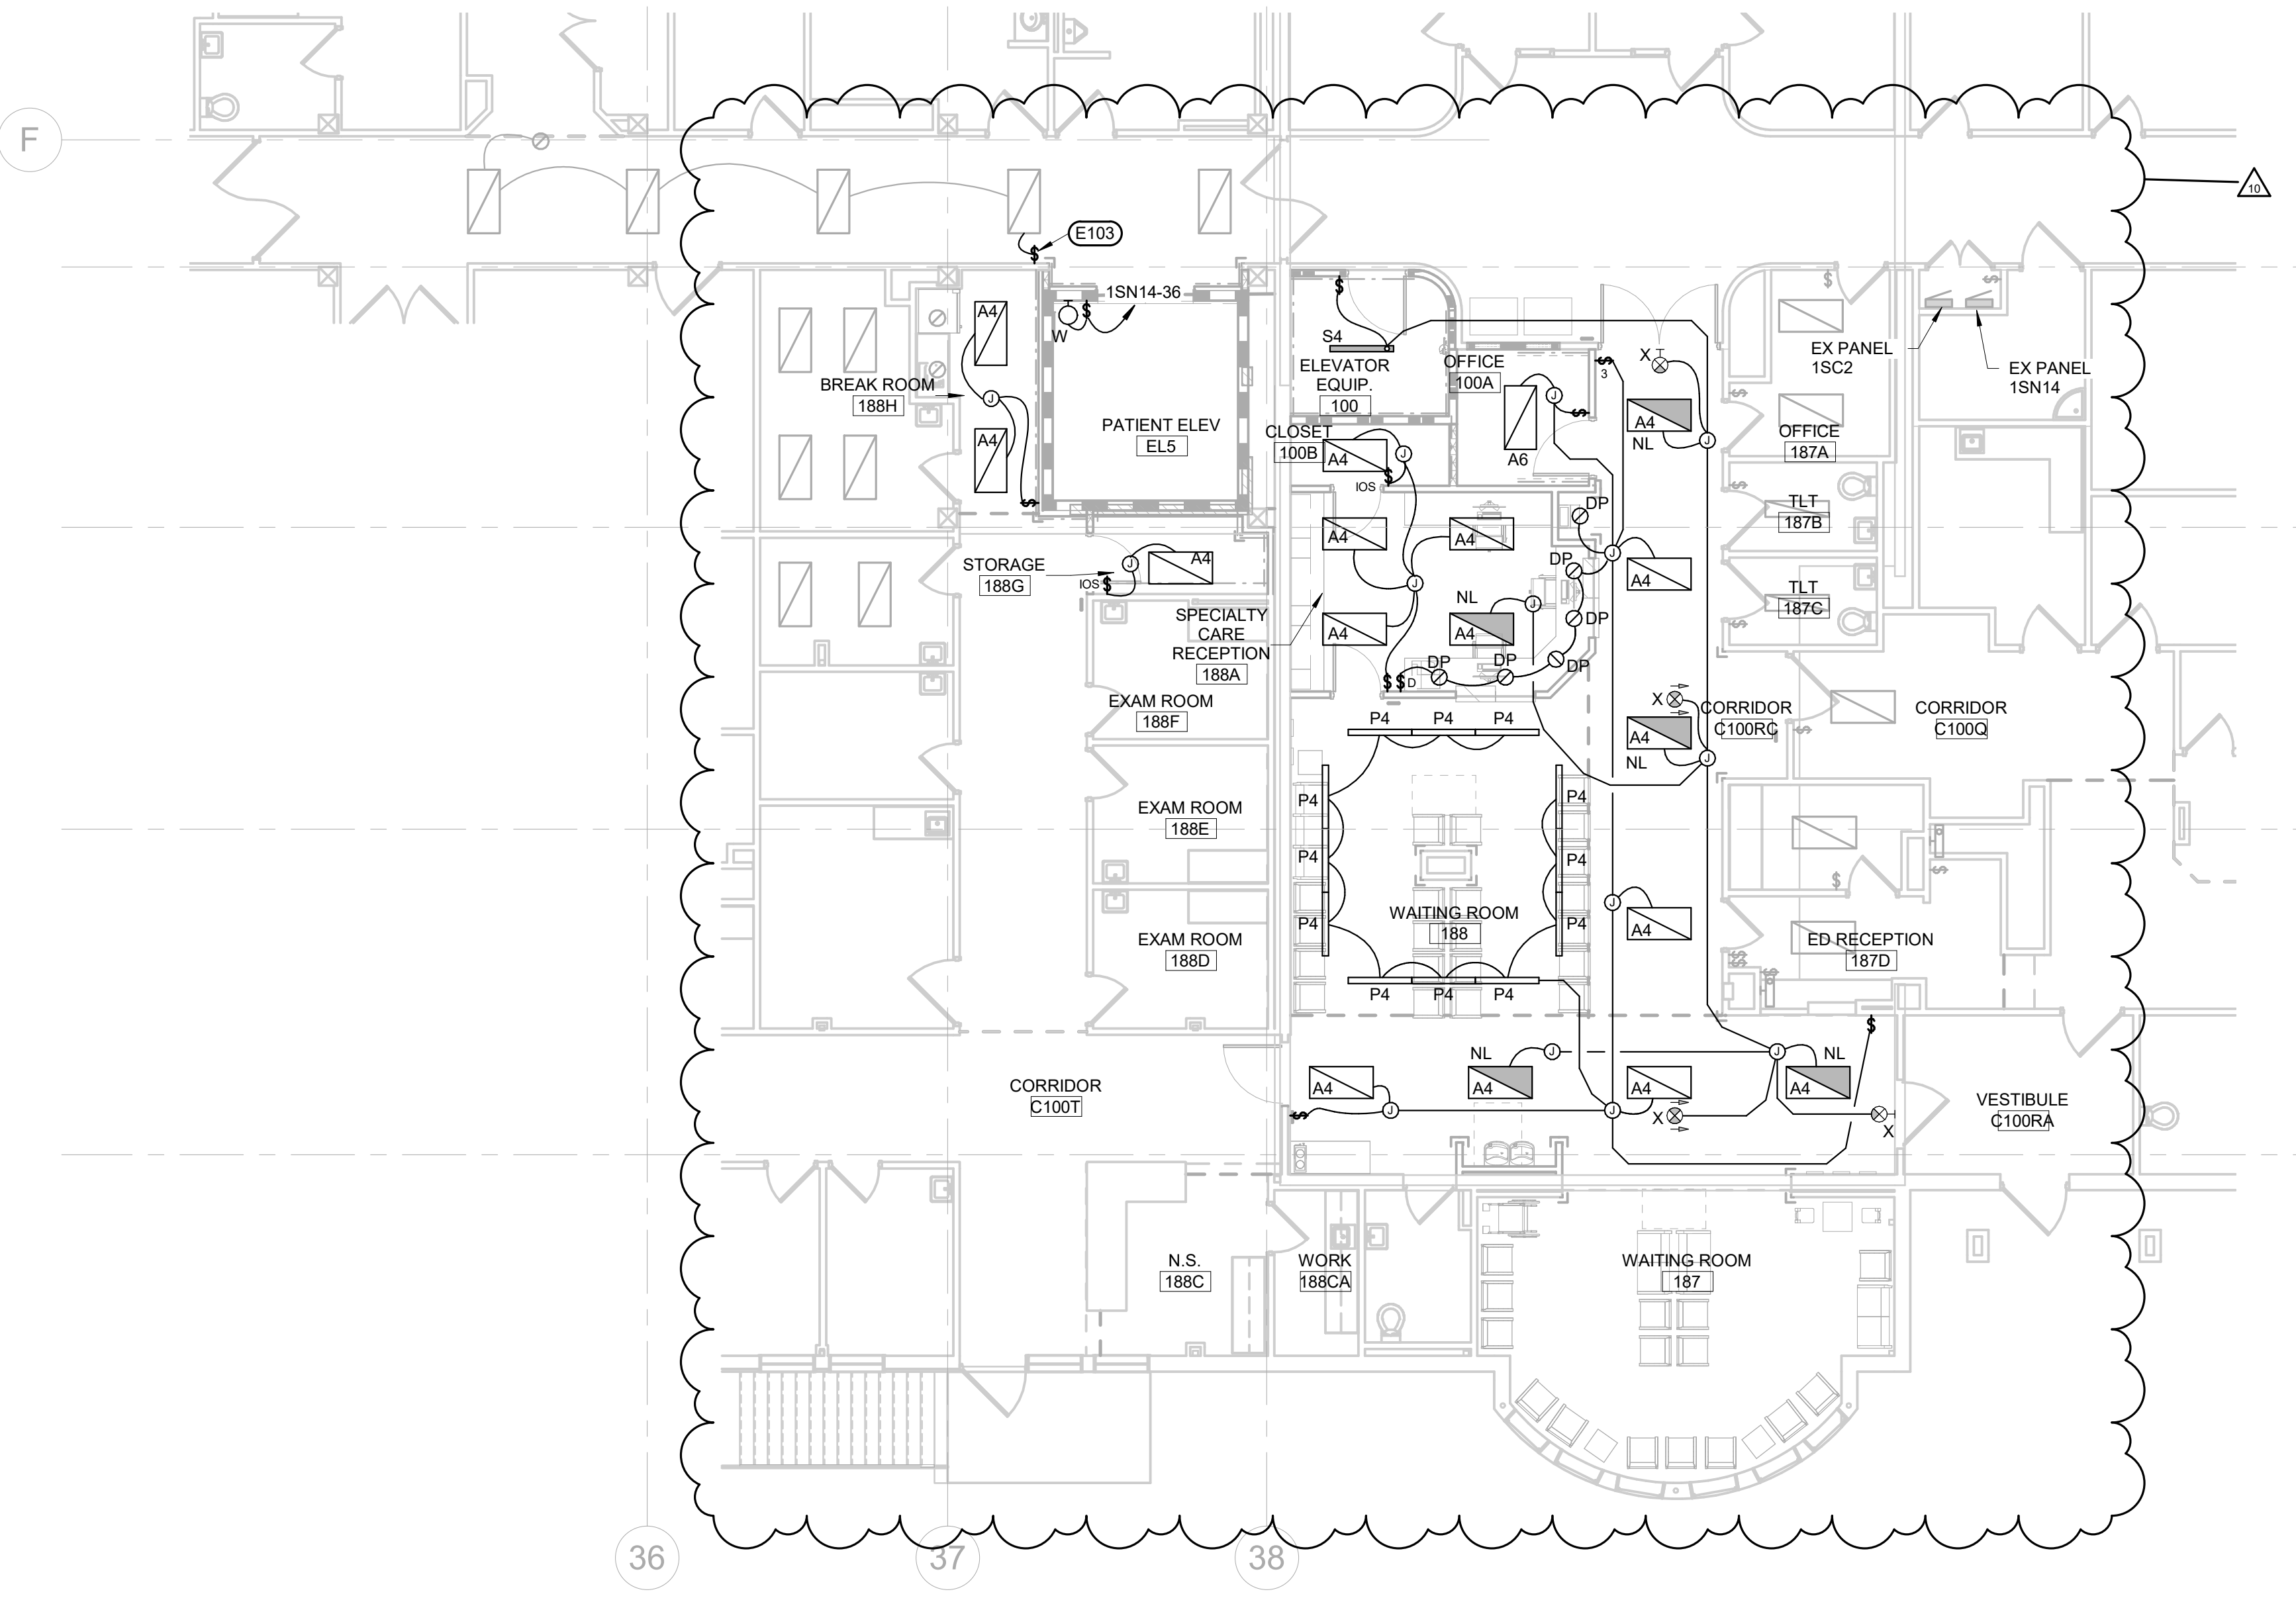 F
10
E103
1SN14-36
W
A4
BREAK ROOM
188H
J
A4
PATIENT ELEV
EL5
S4
ELEVATOR
EQUIP.
100
OFFICE
100A
3
X
EX PANEL
1SC2
EX PANEL
1SN14
J
A4
NL
J
OFFICE
187A
CLOSET
100B
A4
J
IOS
A6
DP
TLT
187B
A4
A4
J
STORAGE
188G
J
A4
IOS
DP
A4
J
TLT
187C
NL
J
DP
SPECIALTY
CARE
RECEPTION
188A
A4
A4
DP
DP
DP
D
EXAM ROOM
188F
X
CORRIDOR
C100RC
CORRIDOR
C100Q
P4
P4
P4
A4
NL
J
P4
P4
EXAM ROOM
188E
P4
P4
WAITING ROOM
188
P4
P4
J
A4
EXAM ROOM
188D
ED RECEPTION
187D
P4
P4
P4
NL
J
J
NL
CORRIDOR
C100T
A4
A4
A4
A4
J
J
X
X
VESTIBULE
C100RA
N.S.
188C
WORK
188CA
WAITING ROOM
187
36
37
38